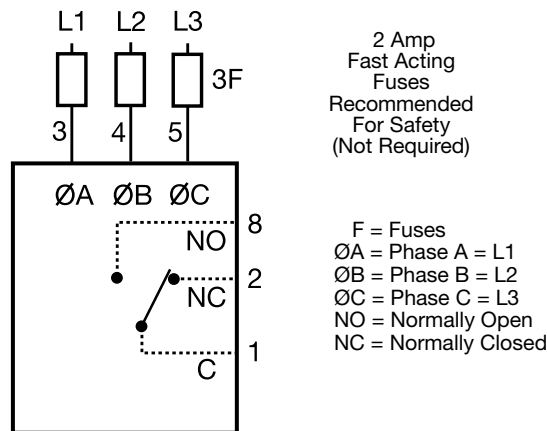 L1 L2 L3
3F
3 4 5
ØA ØB ØC
8
NO
2
NC
1
C
2 Amp
Fast Acting
Fuses
Recommended
For Safety
(Not Required)
F = Fuses
ØA = Phase A = L1
ØB = Phase B = L2
ØC = Phase C = L3
NO = Normally Open
NC = Normally Closed